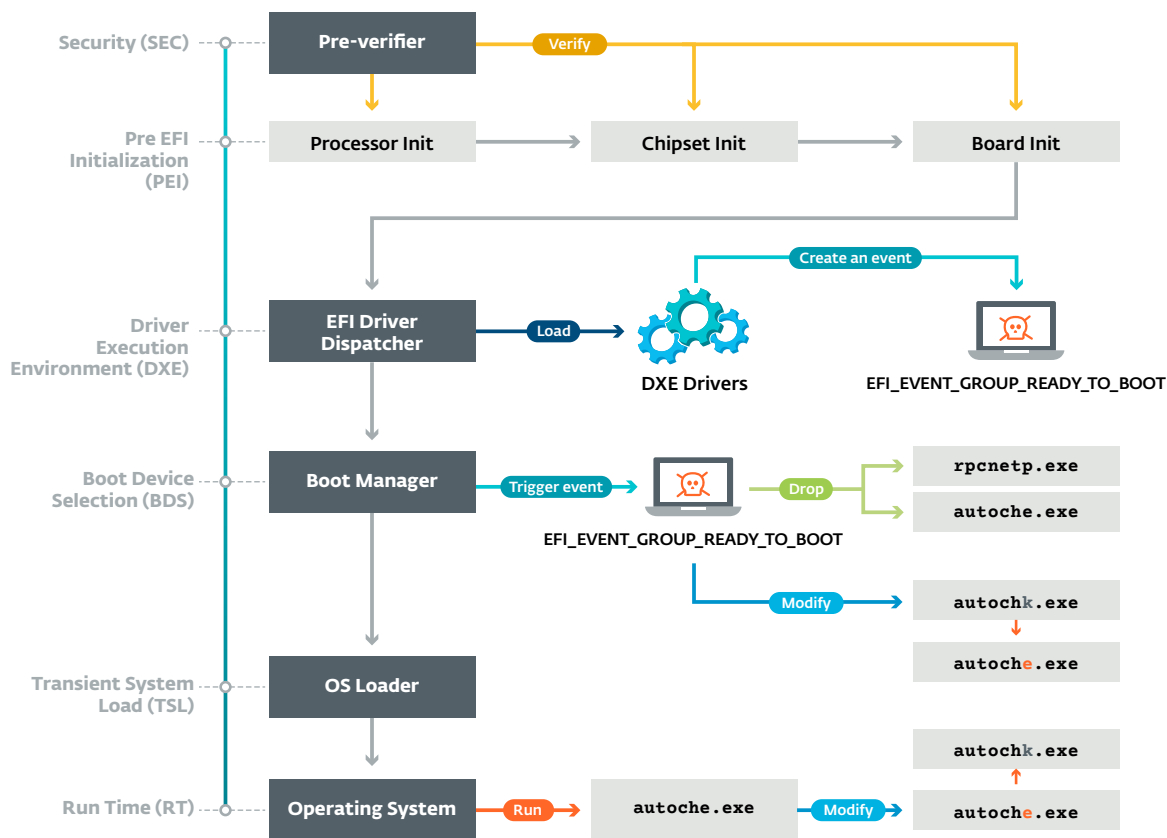 Security (SEC)
Pre-verifier
Verify
Pre EFI
Initialization
(PEI)
Processor Init
Chipset Init
Board Init
Create an event
Driver
Execution
Environment (DXE)
EFI Driver
Dispatcher
Load
DXE Drivers
EFI_EVENT_GROUP_READY_TO_BOOT
Boot Device
Selection (BDS)
Boot Manager
Trigger event
EFI_EVENT_GROUP_READY_TO_BOOT
Drop
rpcnetp.exe
autoche.exe
Modify
autochk.exe
autoche.exe
Transient System
Load (TSL)
OS Loader
Run Time (RT)
Operating System
Run
autoche.exe
Modify
autochk.exe
autoche.exe